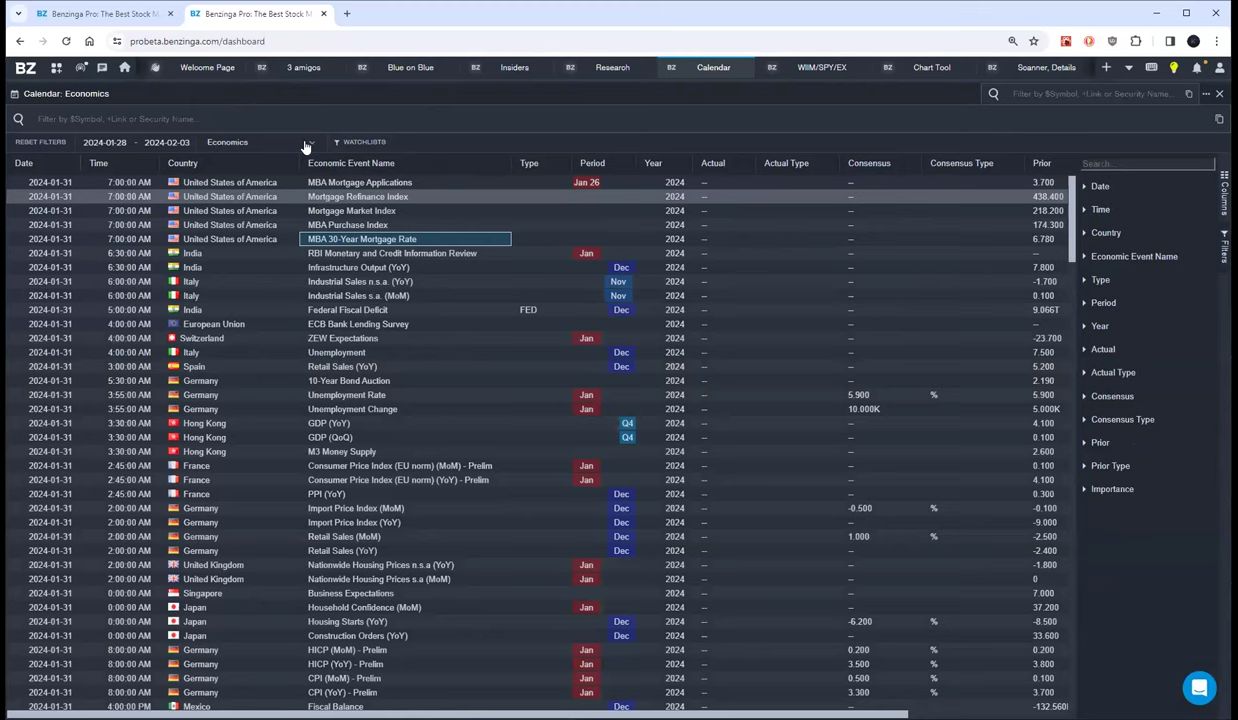 BZ Benzinga Pro: The Best Stock M BZ Benzinga Pro: The Best Stock M
probeta.benzinga.com/dashboard
BZ Welcome Page BZ 3 amigos BZ Blue on Blue BZ Insiders BZ Research BZ Calendar BZ WIIM/SPY/EX BZ Chart Tool BZ Scanner, Details
Calendar: Economics Filter by $Symbol, +Link or Security Name...
Filter by $Symbol, +Link or Security Name...
RESET FILTERS 2024-01-28 - 2024-02-03 Economics WATCHLISTS
Date Time Country Economic Event Name Type Period Year Actual Actual Type Consensus Consensus Type Prior Search...
2024-01-31 7:00:00 AM United States of America MBA Mortgage Applications Jan 26 2024 -- -- 3.700 Date
2024-01-31 7:00:00 AM United States of America Mortgage Refinance Index 2024 -- -- 438.400
2024-01-31 7:00:00 AM United States of America Mortgage Market Index 2024 -- -- 218.200 Time
2024-01-31 7:00:00 AM United States of America MBA Purchase Index 2024 -- -- 174.300
2024-01-31 7:00:00 AM United States of America MBA 30-Year Mortgage Rate 2024 -- -- 6.780 Country
2024-01-31 6:30:00 AM India RBI Monetary and Credit Information Review Jan 2024 -- -- -- Economic Event Name
2024-01-31 6:30:00 AM India Infrastructure Output (YoY) Dec 2024 -- -- 7.800
2024-01-31 6:00:00 AM Italy Industrial Sales n.s.a. (YoY) Nov 2024 -- -- -1.700 Type
2024-01-31 6:00:00 AM Italy Industrial Sales s.a. (MoM) Nov 2024 -- -- 0.100 Period
2024-01-31 5:00:00 AM India Federal Fiscal Deficit FED Dec 2024 -- -- 9.066T
2024-01-31 4:00:00 AM European Union ECB Bank Lending Survey 2024 -- -- -- Year
2024-01-31 4:00:00 AM Switzerland ZEW Expectations Jan 2024 -- -- -23.700
2024-01-31 4:00:00 AM Italy Unemployment Dec 2024 -- -- 7.500 Actual
2024-01-31 3:00:00 AM Spain Retail Sales (YoY) Dec 2024 -- -- 5.200 Actual Type
2024-01-31 5:30:00 AM Germany 10-Year Bond Auction 2024 -- -- 2.190
2024-01-31 3:55:00 AM Germany Unemployment Rate Jan 2024 -- 5.900 % 5.900 Consensus
2024-01-31 3:55:00 AM Germany Unemployment Change Jan 2024 -- 10.000K 5.000K
2024-01-31 3:30:00 AM Hong Kong GDP (YoY) Q4 2024 -- -- 4.100 Consensus Type
2024-01-31 3:30:00 AM Hong Kong GDP (QoQ) Q4 2024 -- -- 0.100 Prior
2024-01-31 3:30:00 AM Hong Kong M3 Money Supply 2024 -- -- 2.600
2024-01-31 2:45:00 AM France Consumer Price Index (EU norm) (MoM) - Prelim Jan 2024 -- -- 0.100 Prior Type
2024-01-31 2:45:00 AM France Consumer Price Index (EU norm) (YoY) - Prelim Jan 2024 -- -- 4.100 Importance
2024-01-31 2:45:00 AM France PPI (YoY) Dec 2024 -- -- 0.300
2024-01-31 2:00:00 AM Germany Import Price Index (MoM) Dec 2024 -- -0.500 % -0.100
2024-01-31 2:00:00 AM Germany Import Price Index (YoY) Dec 2024 -- -- -9.000
2024-01-31 2:00:00 AM Germany Retail Sales (MoM) Dec 2024 -- 1.000 % -2.500
2024-01-31 2:00:00 AM Germany Retail Sales (YoY) Dec 2024 -- -- -2.400
2024-01-31 2:00:00 AM United Kingdom Nationwide Housing Prices n.s.a (YoY) Jan 2024 -- -- -1.800
2024-01-31 2:00:00 AM United Kingdom Nationwide Housing Prices s.a (MoM) Jan 2024 -- -- 0
2024-01-31 0:00:00 AM Singapore Business Expectations 2024 -- -- 7.000
2024-01-31 0:00:00 AM Japan Household Confidence (MoM) Jan 2024 -- -- 37.200
2024-01-31 0:00:00 AM Japan Housing Starts (YoY) Dec 2024 -- -6.200 % -8.500
2024-01-31 0:00:00 AM Japan Construction Orders (YoY) Dec 2024 -- -- 33.600
2024-01-31 8:00:00 AM Germany HICP (MoM) - Prelim Jan 2024 -- 0.200 % 0.200
2024-01-31 8:00:00 AM Germany HICP (YoY) - Prelim Jan 2024 -- 3.500 % 3.800
2024-01-31 8:00:00 AM Germany CPI (MoM) - Prelim Jan 2024 -- 0.500 % 0.100
2024-01-31 8:00:00 AM Germany CPI (YoY) - Prelim Jan 2024 -- 3.300 % 3.700
2024-01-31 4:00:00 PM Mexico Fiscal Balance Dec 2024 -- -- -132.560
Columns
Filters